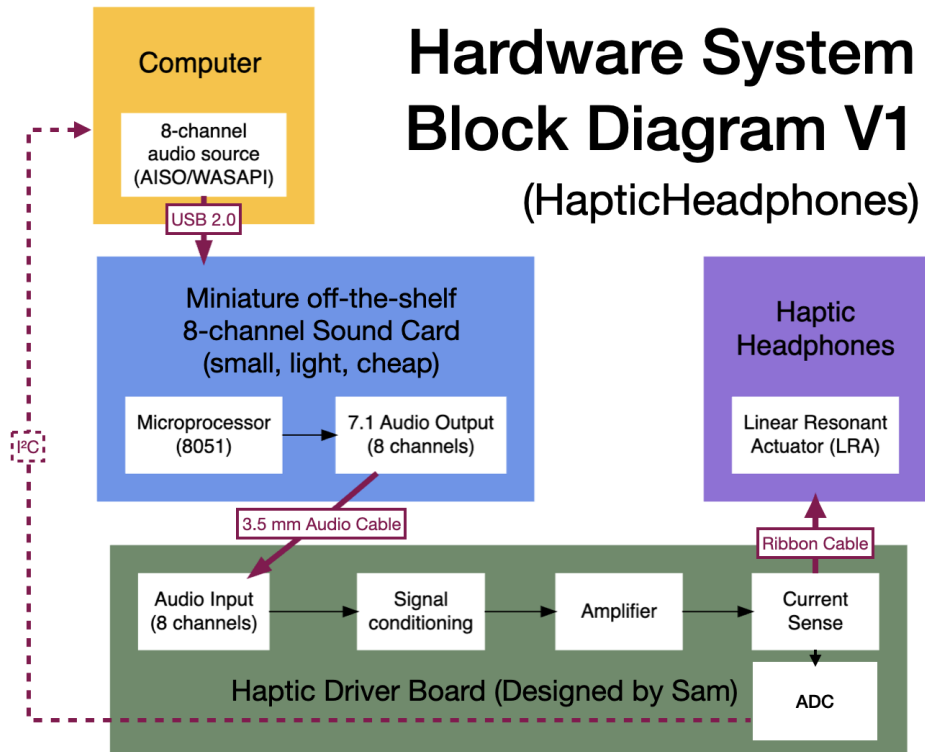 Hardware System
Block Diagram V1
(HapticHeadphones)
Computer
8-channel
audio source
(AISO/WASAPI)
USB 2.0
Miniature off-the-shelf
8-channel Sound Card
(small, light, cheap)
Microprocessor
(8051)
7.1 Audio Output
(8 channels)
Haptic
Headphones
Linear Resonant
Actuator (LRA)
I²C
3.5 mm Audio Cable
Ribbon Cable
Audio Input
(8 channels)
Signal
conditioning
Amplifier
Current
Sense
Haptic Driver Board (Designed by Sam)
ADC